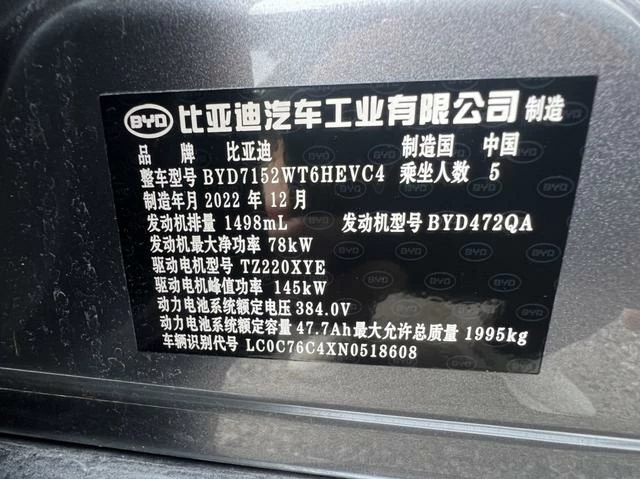 BYD 比亚迪汽车工业有限公司 制造
品 牌 比亚迪 制造国 中国
整车型号 BYD7152WT6HEVC4 乘坐人数 5
制造年月 2022 年 12 月
发动机排量 1498mL 发动机型号 BYD472QA
发动机最大净功率 78kW
驱动电机型号 TZ220XYE
驱动电机峰值功率 145kW
动力电池系统额定电压 384.0V
动力电池系统额定容量 47.7Ah最大允许总质量 1995kg
车辆识别代号 LC0C76C4XN0518608